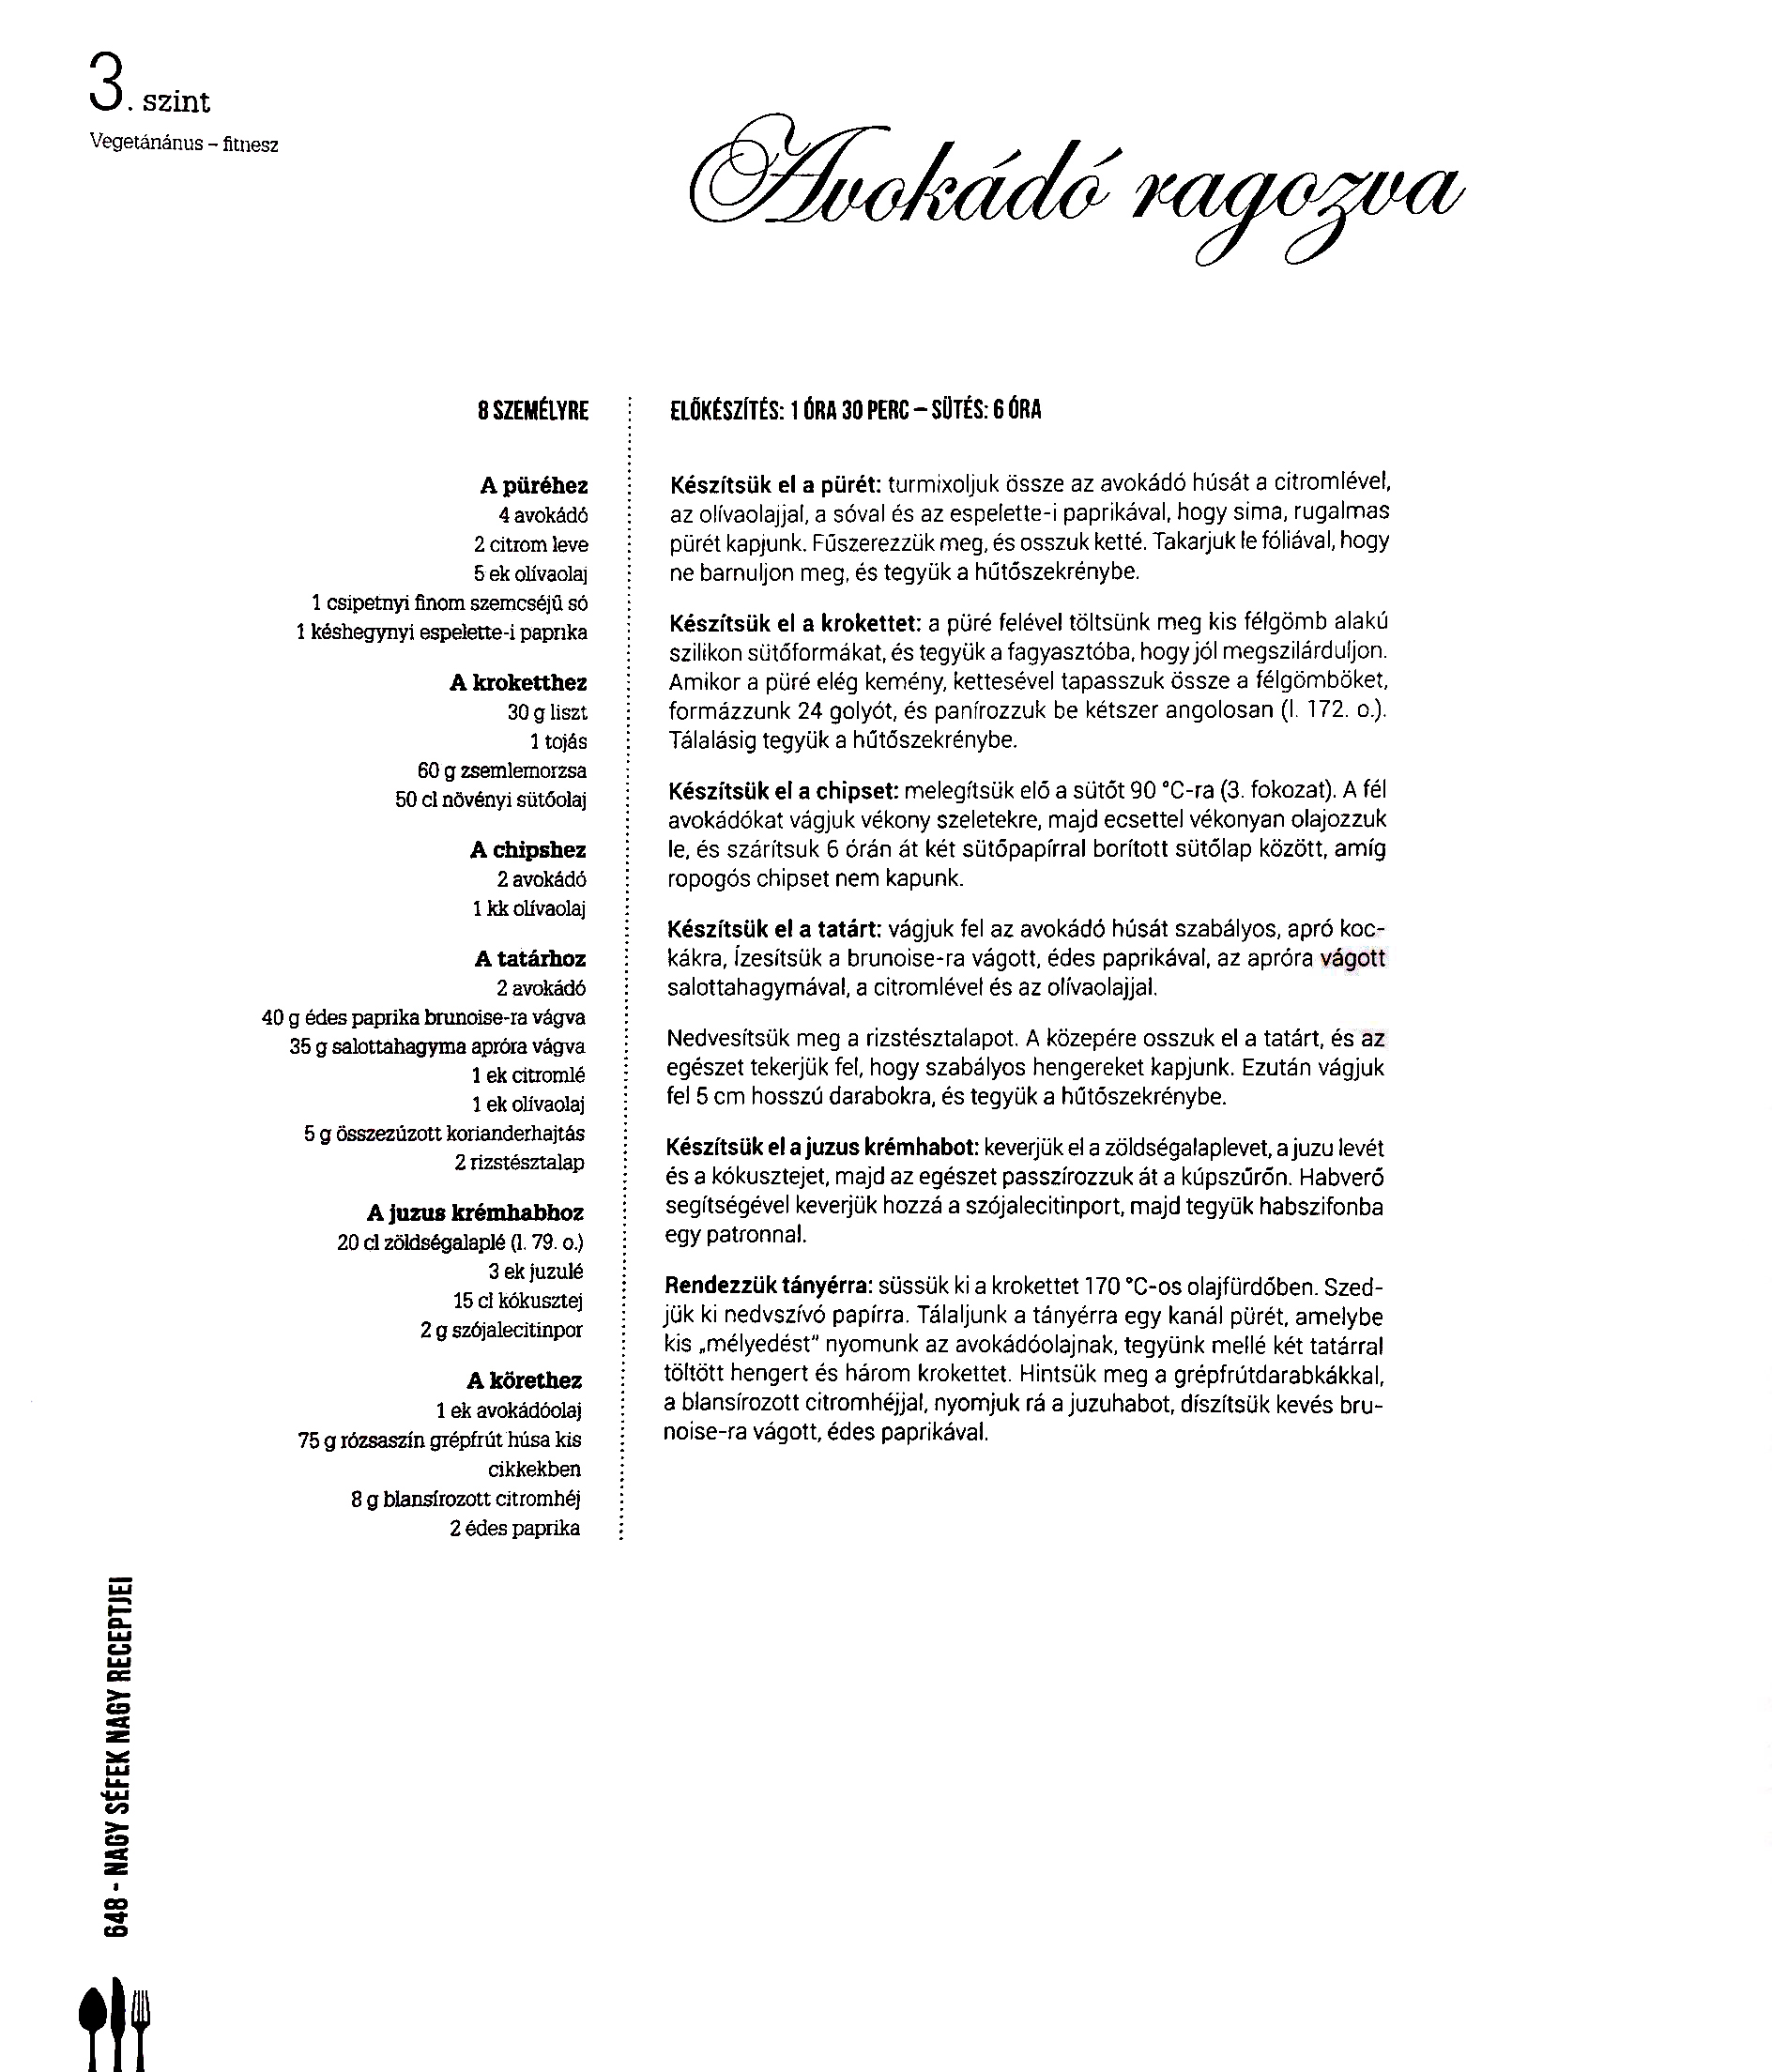 3. szint
Vegetánánus – fitnesz
Avokádó ragozva
8 SZEMÉLYRE
A püréhez
4 avokádó
2 citrom leve
5 ek olívaolaj
1 csipetnyi finom szemcséjű só
1 késhegynyi espelette-i paprika
A kroketthez
30 g liszt
1 tojás
60 g zsemlemorzsa
50 cl növényi sütőolaj
A chipshez
2 avokádó
1 kk olívaolaj
A tatárhoz
2 avokádó
40 g édes paprika brunoise-ra vágva
35 g salottahagyma apróra vágva
1 ek citromlé
1 ek olívaolaj
5 g összezúzott korianderhajtás
2 rizstésztalap
A juzus krémhabhoz
20 cl zöldségalaplé (l. 79. o.)
3 ek juzulé
15 cl kókusztej
2 g szójalecitinpor
A körethez
1 ek avokádóolaj
75 g rózsaszín grépfrút húsa kis
cikkekben
8 g blansírozott citromhéj
2 édes paprika
ELŐKÉSZÍTÉS: 1 ÓRA 30 PERC – SÜTÉS: 6 ÓRA
Készítsük el a pürét: turmixoljuk össze az avokádó húsát a citromlével,
az olívaolajjal, a sóval és az espelette-i paprikával, hogy sima, rugalmas
pürét kapjunk. Fűszerezzük meg, és osszuk ketté. Takarjuk le fóliával, hogy
ne barnuljon meg, és tegyük a hűtőszekrénybe.
Készítsük el a krokettet: a püré felével töltsünk meg kis félgömb alakú
szilikon sütőformákat, és tegyük a fagyasztóba, hogy jól megszilárduljon.
Amikor a püré elég kemény, kettesével tapasszuk össze a félgömböket,
formázzunk 24 golyót, és panírozzuk be kétszer angolosan (l. 172. o.).
Tálalásig tegyük a hűtőszekrénybe.
Készítsük el a chipset: melegítsük elő a sütőt 90 °C-ra (3. fokozat). A fél
avokádókat vágjuk vékony szeletekre, majd ecsettel vékonyan olajozzuk
le, és szárítsuk 6 órán át két sütőpapírral borított sütőlap között, amíg
ropogós chipset nem kapunk.
Készítsük el a tatárt: vágjuk fel az avokádó húsát szabályos, apró koc-
kákra, ízesítsük a brunoise-ra vágott, édes paprikával, az apróra vágott
salottahagymával, a citromlével és az olívaolajjal.
Nedvesítsük meg a rizstésztalapot. A közepére osszuk el a tatárt, és az
egészet tekerjük fel, hogy szabályos hengereket kapjunk. Ezután vágjuk
fel 5 cm hosszú darabokra, és tegyük a hűtőszekrénybe.
Készítsük el a juzus krémhabot: keverjük el a zöldségalaplevet, a juzu levét
és a kókusztejet, majd az egészet passzírozzuk át a kúpszűrőn. Habverő
segítségével keverjük hozzá a szójalecitinport, majd tegyük habszifonba
egy patronnal.
Rendezzük tányérra: süssük ki a krokettet 170 °C-os olajfürdőben. Szed-
jük ki nedvszívó papírra. Tálaljunk a tányérra egy kanál pürét, amelybe
kis „mélyedést" nyomunk az avokádóolajnak, tegyünk mellé két tatárral
töltött hengert és három krokettet. Hintsük meg a grépfrútdarabkákkal,
a blansírozott citromhéjjal, nyomjuk rá a juzuhabot, díszítsük kevés bru-
noise-ra vágott, édes paprikával.
648 - NAGY SÉFEK NAGY RECEPTJEI